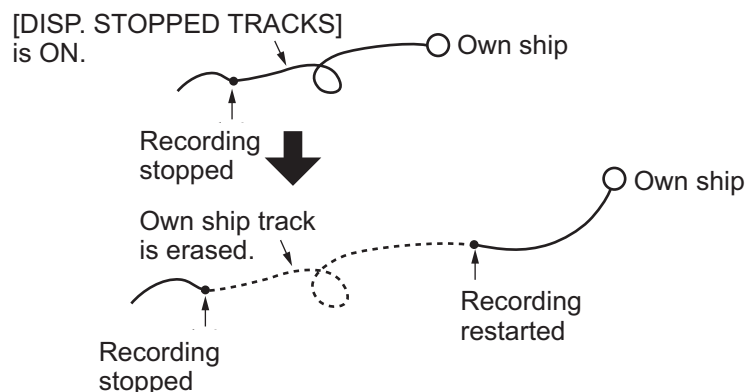 [DISP. STOPPED TRACKS]
is ON.
Own ship
Recording
stopped
Own ship
Own ship track
is erased.
Recording
restarted
Recording
stopped